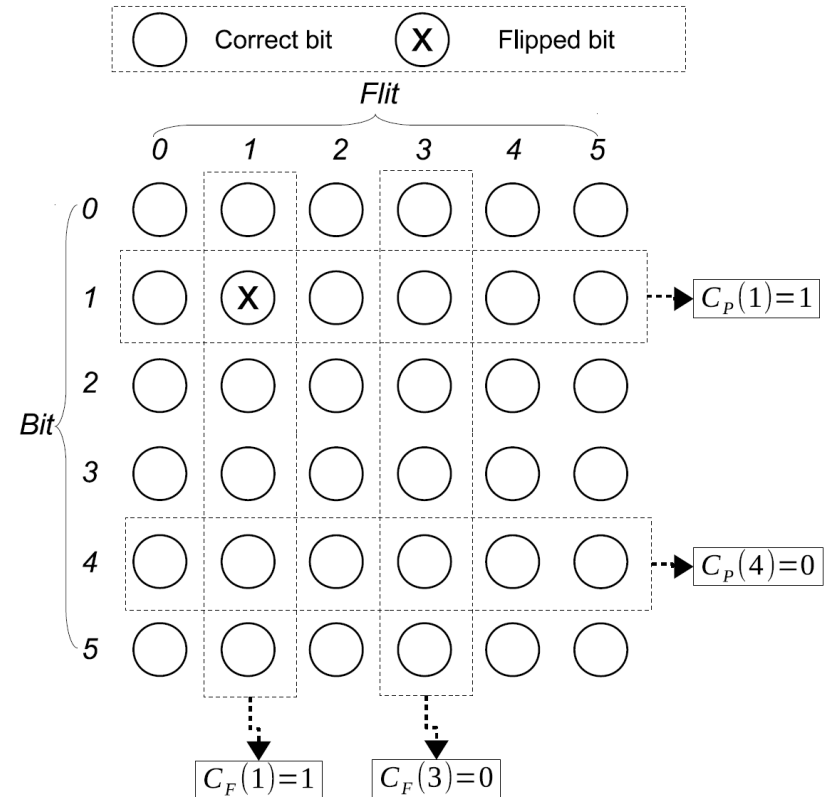 X Correct bit Flipped bit
Flit
0 1 2 3 4 5
0
1 X C_P(1)=1
2
Bit
3
4 C_P(4)=0
5
C_F(1)=1 C_F(3)=0